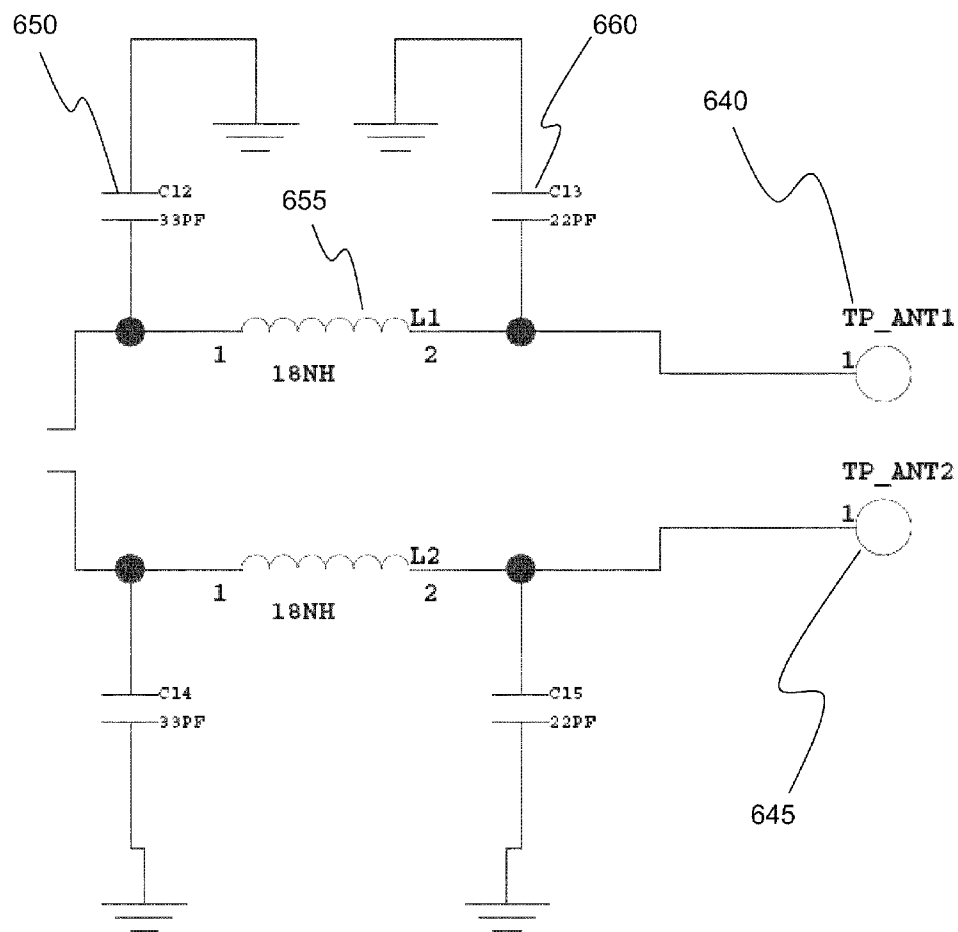 650
660
640
C12
33PF
655
C13
22PF
L1
1
2
18NH
TP_ANT1
1
TP_ANT2
1
L2
1
2
18NH
C14
33PF
C15
22PF
645